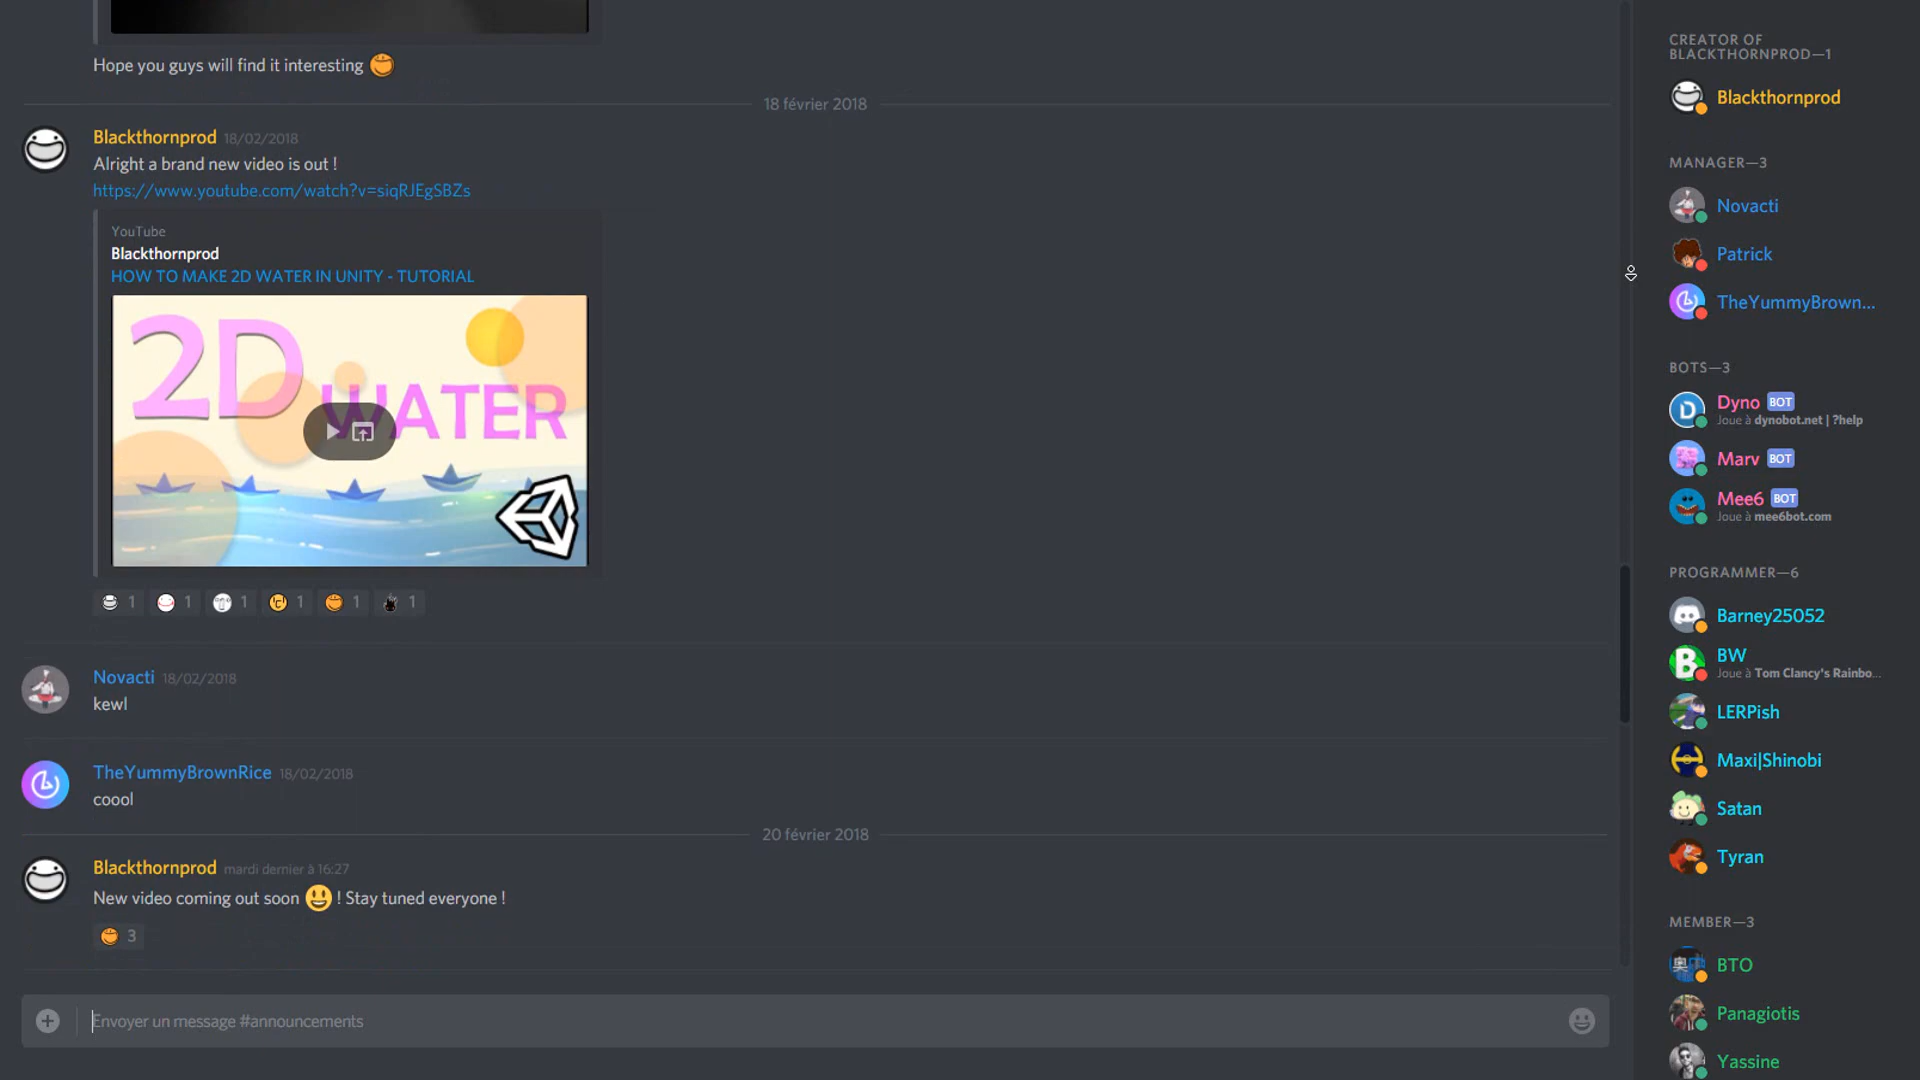 Hope you guys will find it interesting
18 février 2018
Blackthornprod 18/02/2018
Alright a brand new video is out !
https://www.youtube.com/watch?v=siqRJEgSBZs
YouTube
Blackthornprod
HOW TO MAKE 2D WATER IN UNITY - TUTORIAL
2D
WATER
1 1 1 1 1 1
Novacti 18/02/2018
kewl
TheYummyBrownRice 18/02/2018
coool
20 février 2018
Blackthornprod mardi dernier à 16:27
New video coming out soon ! Stay tuned everyone !
3
Envoyer un message #announcements
CREATOR OF
BLACKTHORNPROD—1
Blackthornprod
MANAGER—3
Novacti
Patrick
TheYummyBrown...
BOTS—3
Dyno BOT
Joue à dynobot.net | ?help
Marv BOT
Mee6 BOT
Joue à mee6bot.com
PROGRAMMER—6
Barney25052
BW
Joue à Tom Clancy's Rainbo...
LERPish
Maxi|Shinobi
Satan
Tyran
MEMBER—3
BTO
Panagiotis
Yassine